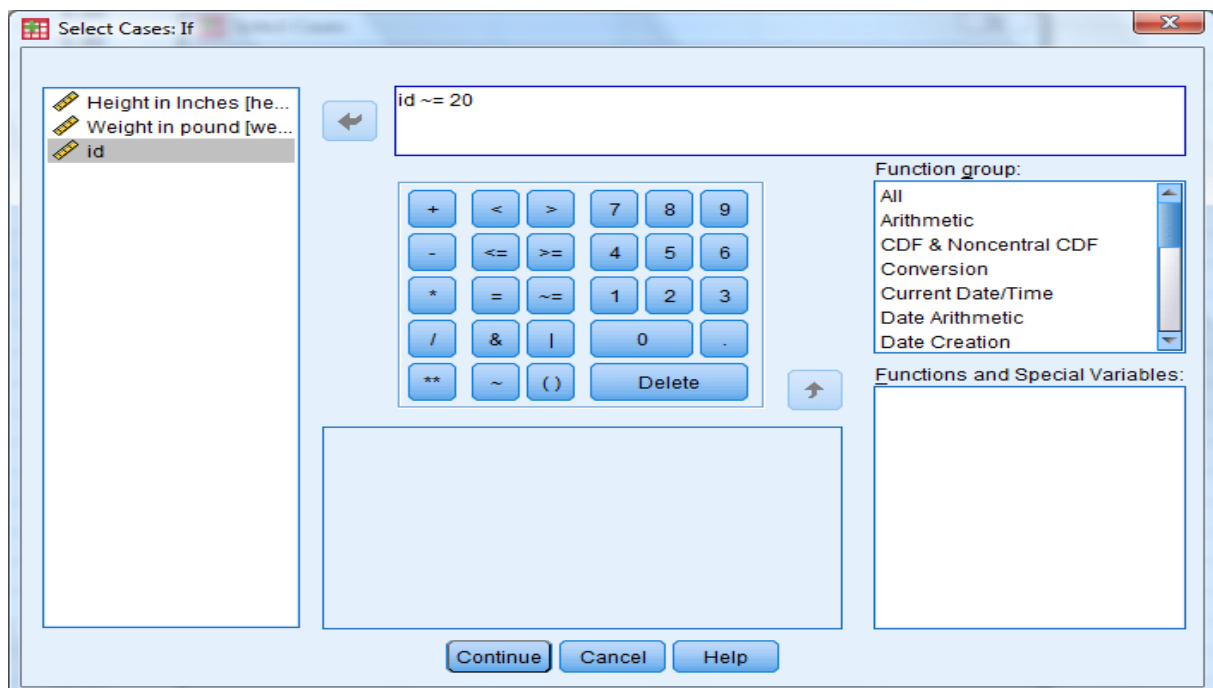 Select Cases: If
Height in Inches [he...
Weight in pound [we...
id
id ~= 20
Function group:
All
Arithmetic
CDF & Noncentral CDF
Conversion
Current Date/Time
Date Arithmetic
Date Creation
+ < > 7 8 9
- <= >= 4 5 6
* = ~= 1 2 3
/ & | 0 .
** ~ () Delete
Functions and Special Variables:
Continue Cancel Help